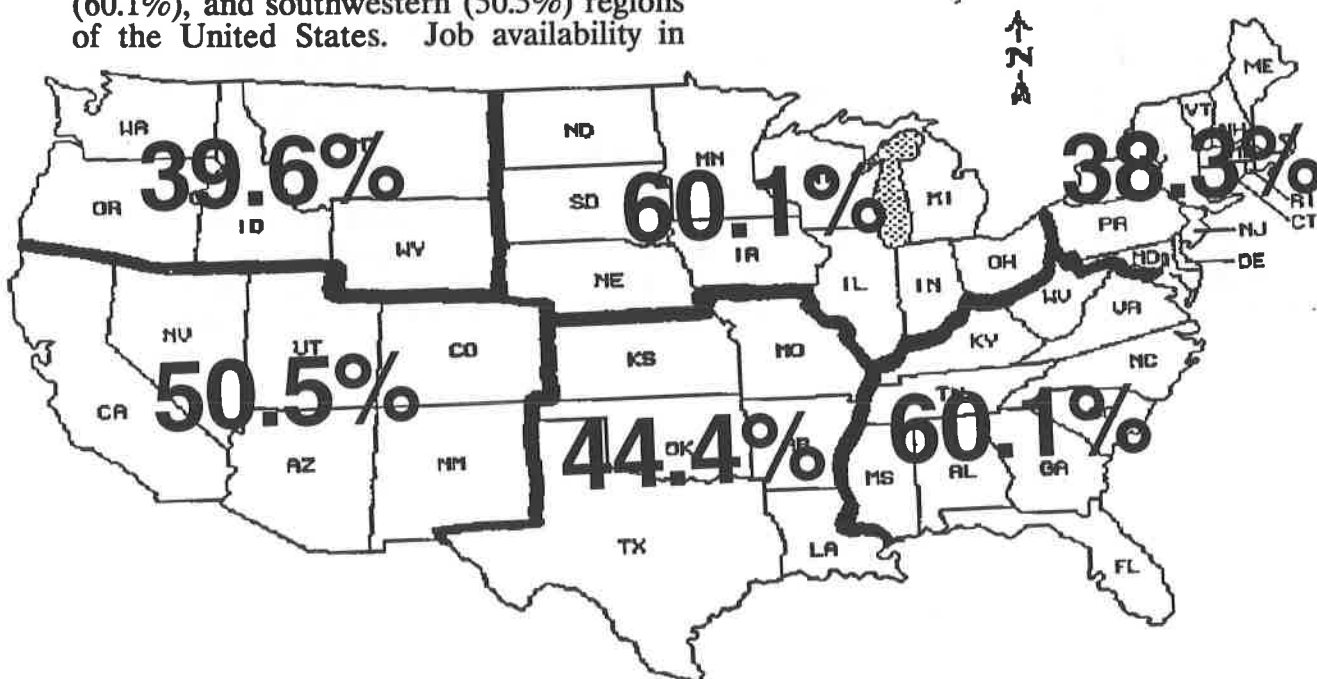 (60.1%), and southwestern (50.5%) regions
of the United States. Job availability in
N
ME
WA
VT
ND
MN
39.6%
38.3%
OR
ID
SD
60.1%
MI
RI
CT
PA
NJ
WY
IA
MD
DE
OH
NE
IL
IN
WV
VA
NV
UT
CO
KS
MO
KY
NC
50.5%
CA
44.4%
OK
60.1%
AZ
NM
MS
AL
GA
TX
LA
FL